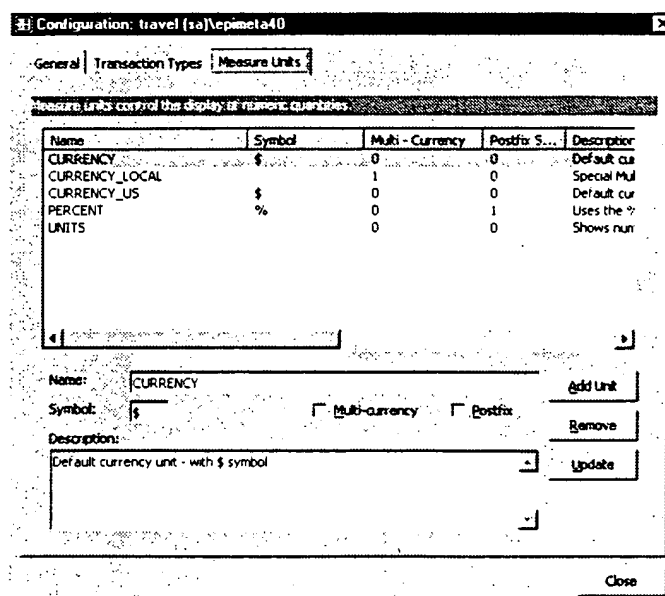 Configuration: travel (sa)\epimeta40
General Transaction Types Measure Units
Measure units control the display of numeric quantities
Name Symbol Multi - Currency Postfix S... Description
CURRENCY $ 0 0 Default cur
CURRENCY_LOCAL 1 0 Special Mul
CURRENCY_US $ 0 0 Default cur
PERCENT % 0 1 Uses the %
UNITS 0 0 Shows num
Name: CURRENCY Add Unit
Symbol: $ Multi-currency Postfix
Remove
Description:
Default currency unit - with $ symbol Update
Close